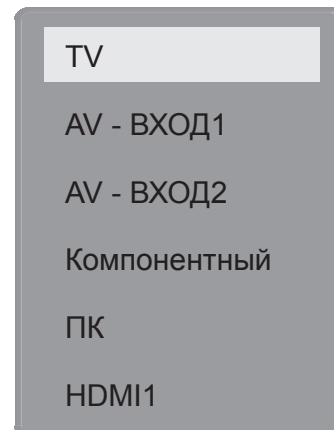 TV
AV - ВХОД1
AV - ВХОД2
Компонентный
ПК
HDMI1